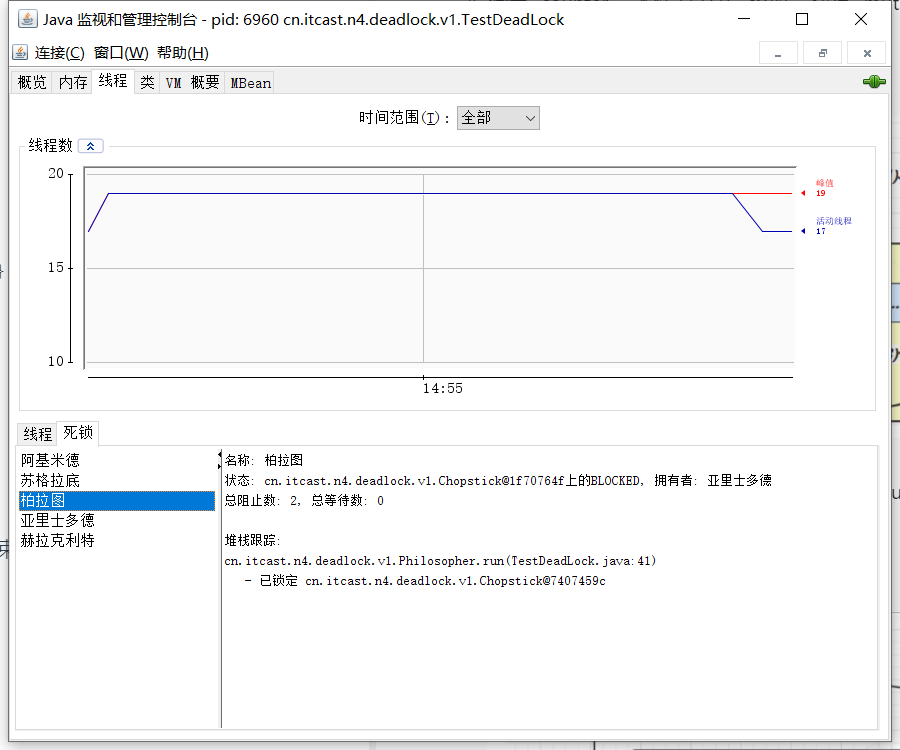 Java 监视和管理控制台 - pid: 6960 cn.itcast.n4.deadlock.v1.TestDeadLock
连接(C) 窗口(W) 帮助(H)
概览 内存 线程 类 VM 概要 MBean
时间范围(T)： 全部
线程数
20
15
10
峰值
19
活动线程
17
14:55
线程 死锁
阿基米德
苏格拉底
柏拉图
亚里士多德
赫拉克利特
名称: 柏拉图
状态: cn.itcast.n4.deadlock.v1.Chopstick@1f70764f上的BLOCKED, 拥有者: 亚里士多德
总阻止数: 2, 总等待数: 0
堆栈跟踪:
cn.itcast.n4.deadlock.v1.Philosopher.run(TestDeadLock.java:41)
- 已锁定 cn.itcast.n4.deadlock.v1.Chopstick@7407459c